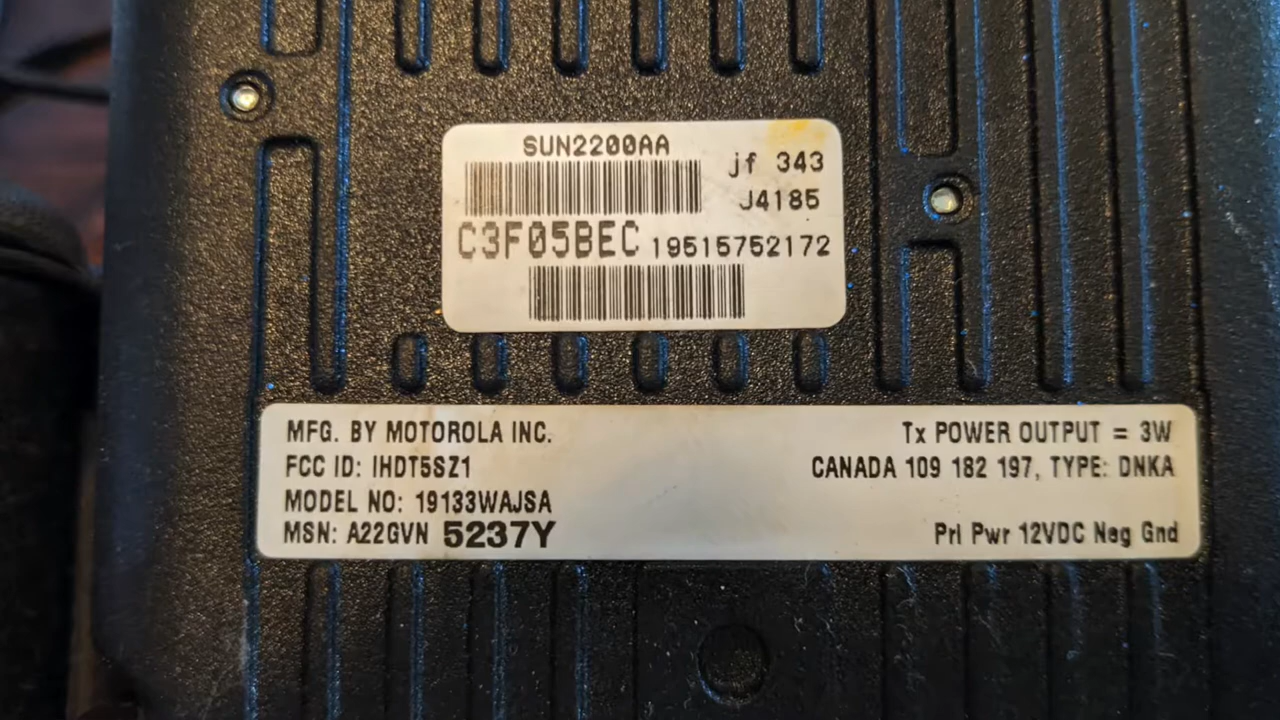 SUN2200AA
jf 343
J4185
C3F05BEC 19515752172
MFG. BY MOTOROLA INC.
FCC ID: IHDT5SZ1
MODEL NO: 19133WAJSA
MSN: A22GVN 5237Y
Tx POWER OUTPUT = 3W
CANADA 109 182 197, TYPE: DNKA
Pri Pwr 12VDC Neg Gnd